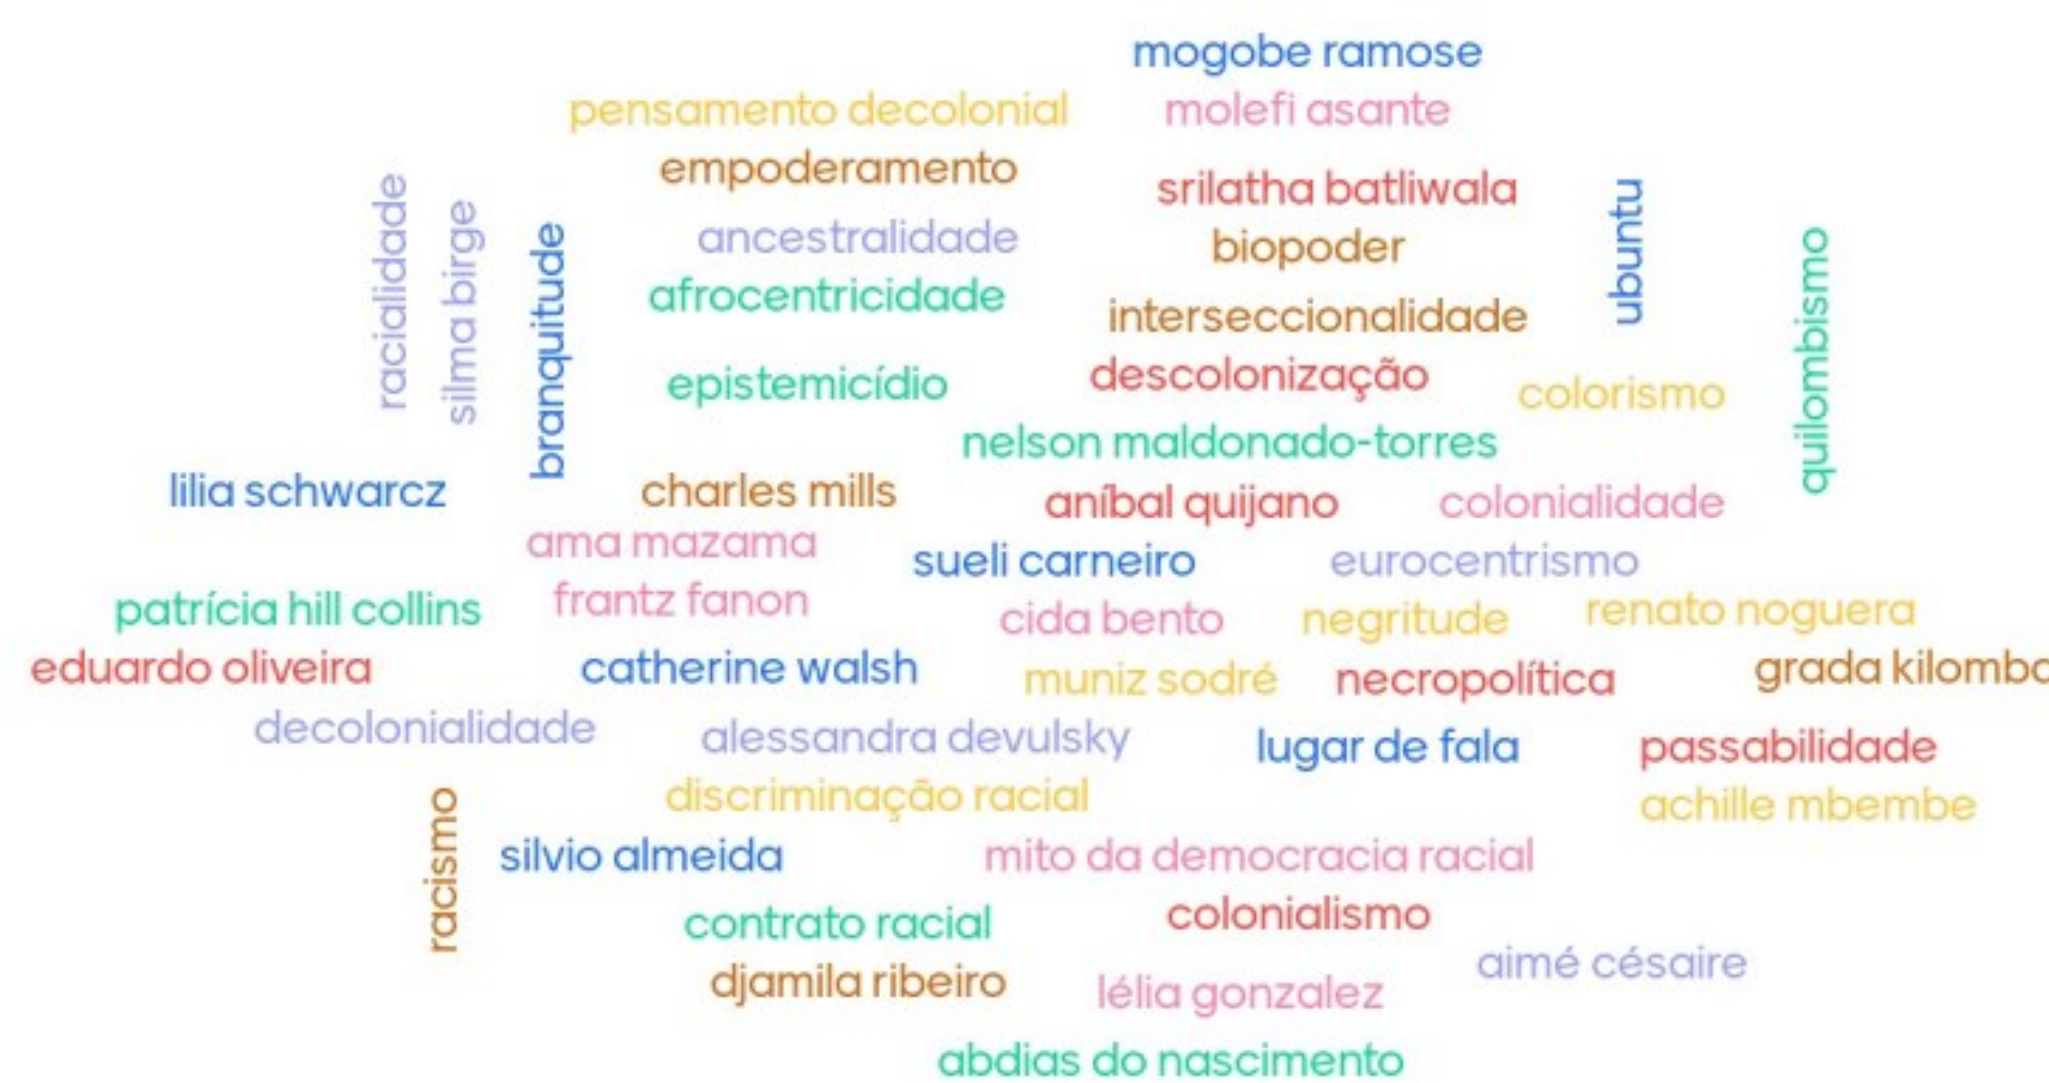 mogobe ramose
pensamento decolonial
molefi asante
empoderamento
srilatha batliwala
racialidade
silma birge
branquitude
ancestralidade
biopoder
ubuntu
quilombismo
afrocentricidade
interseccionalidade
epistemicídio
descolonização
colorismo
nelson maldonado-torres
lilia schwarcz
charles mills
aníbal quijano
colonialidade
ama mazama
sueli carneiro
eurocentrismo
patrícia hill collins
frantz fanon
cida bento
negritude
renato noguera
eduardo oliveira
catherine walsh
muniz sodré
necropolítica
grada kilomba
decolonialidade
alessandra devulsky
lugar de fala
passabilidade
discriminação racial
achille mbembe
racismo
silvio almeida
mito da democracia racial
contrato racial
colonialismo
djamila ribeiro
lélia gonzalez
aimé césaire
abdias do nascimento